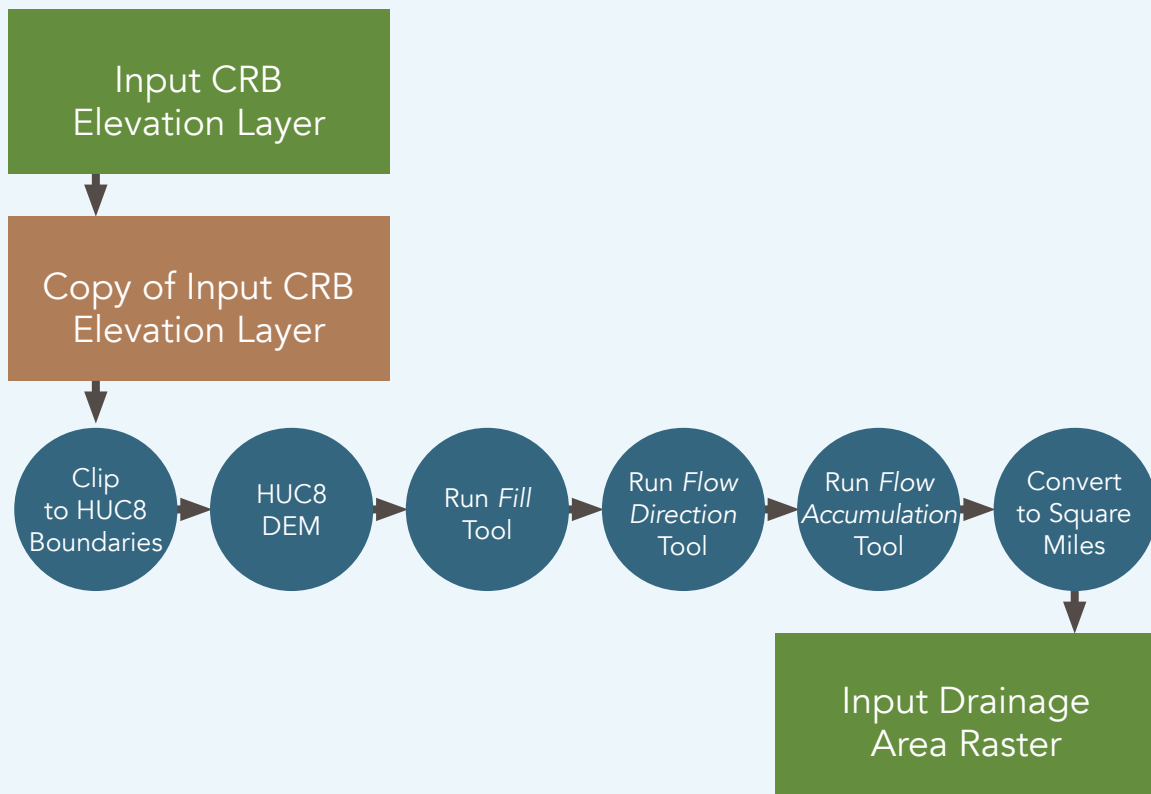 Input CRB
Elevation Layer
Copy of Input CRB
Elevation Layer
Clip
to HUC8
Boundaries
HUC8
DEM
Run Fill
Tool
Run Flow
Direction
Tool
Run Flow
Accumulation
Tool
Convert
to Square
Miles
Input Drainage
Area Raster